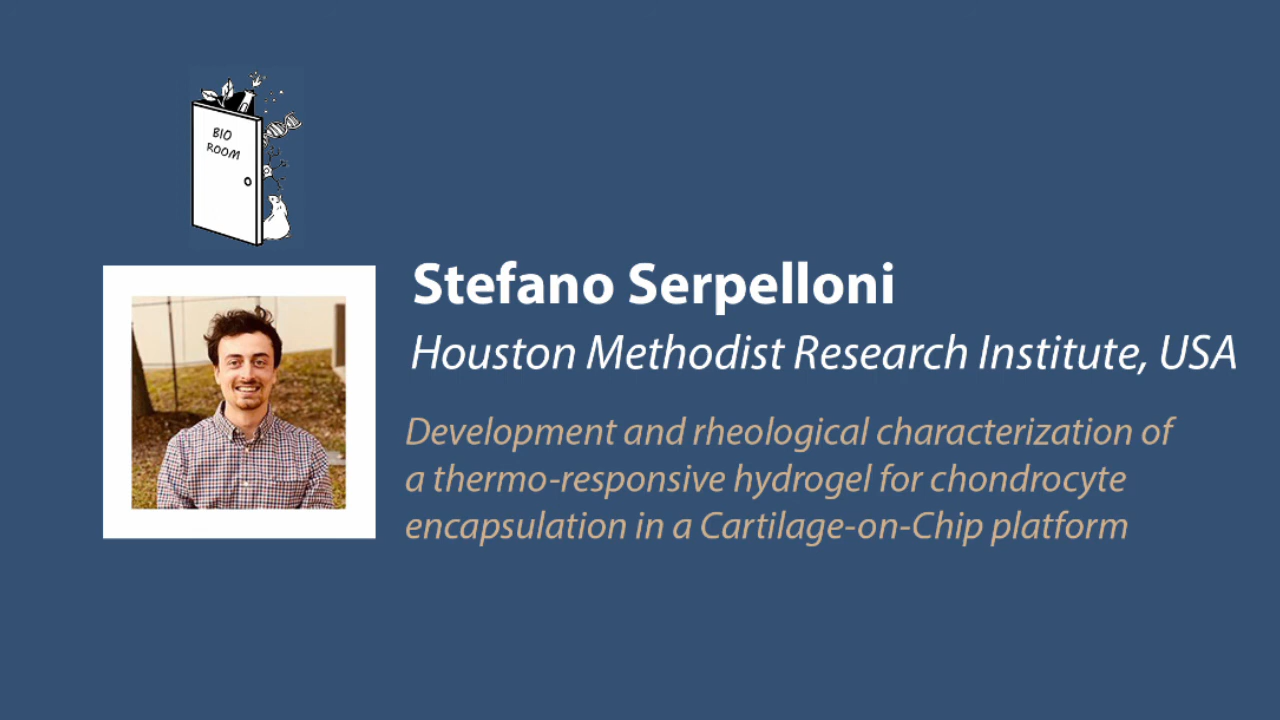 BIO
ROOM
Stefano Serpelloni
Houston Methodist Research Institute, USA
Development and rheological characterization of
a thermo-responsive hydrogel for chondrocyte
encapsulation in a Cartilage-on-Chip platform